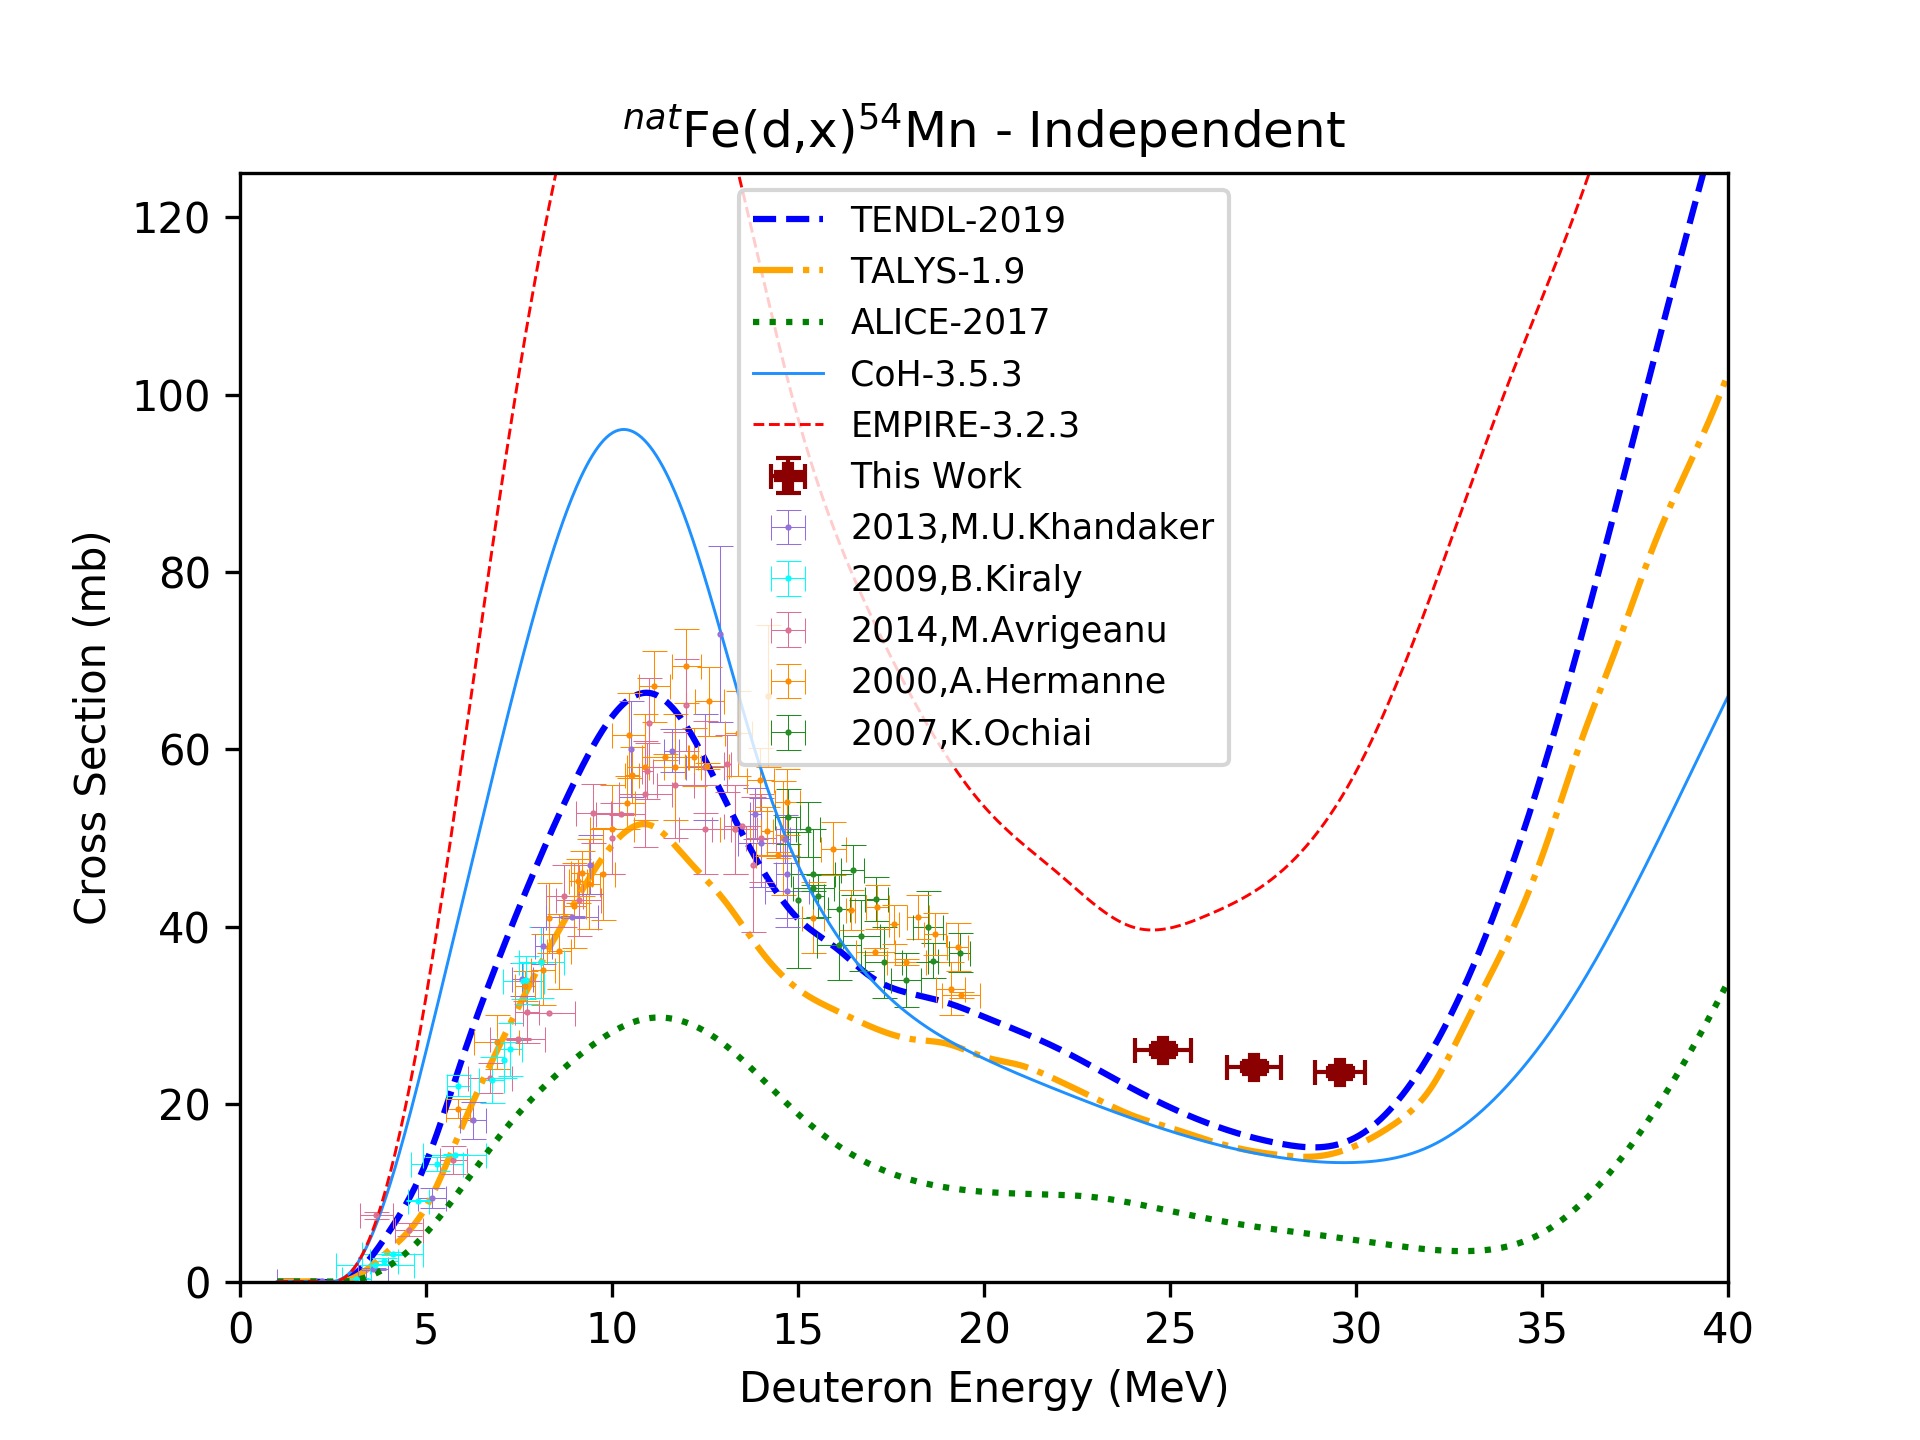 natFe(d,x)54Mn - Independent
TENDL-2019
TALYS-1.9
ALICE-2017
CoH-3.5.3
EMPIRE-3.2.3
This Work
2013,M.U.Khandaker
2009,B.Kiraly
2014,M.Avrigeanu
2000,A.Hermanne
2007,K.Ochiai
Cross Section (mb)
120
100
80
60
40
20
0
0 5 10 15 20 25 30 35 40
Deuteron Energy (MeV)